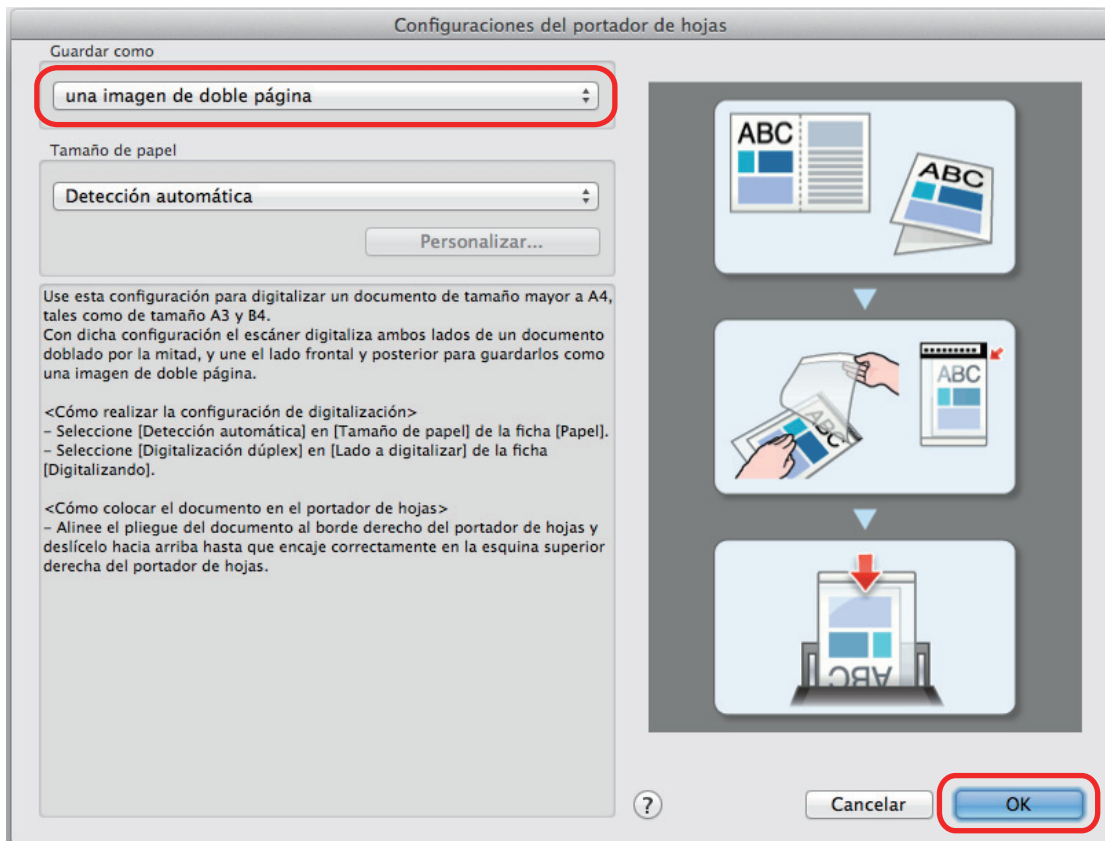 Configuraciones del portador de hojas
Guardar como
una imagen de doble página
Tamaño de papel
Detección automática
Personalizar...
Use esta configuración para digitalizar un documento de tamaño mayor a A4,
tales como de tamaño A3 y B4.
Con dicha configuración el escáner digitaliza ambos lados de un documento
doblado por la mitad, y une el lado frontal y posterior para guardarlos como
una imagen de doble página.
<Cómo realizar la configuración de digitalización>
– Seleccione [Detección automática] en [Tamaño de papel] de la ficha [Papel].
– Seleccione [Digitalización dúplex] en [Lado a digitalizar] de la ficha
[Digitalizando].
<Cómo colocar el documento en el portador de hojas>
– Alinee el pliegue del documento al borde derecho del portador de hojas y
deslícelo hacia arriba hasta que encaje correctamente en la esquina superior
derecha del portador de hojas.
ABC
ABC
ABC
ABC
ABC
?
Cancelar
OK